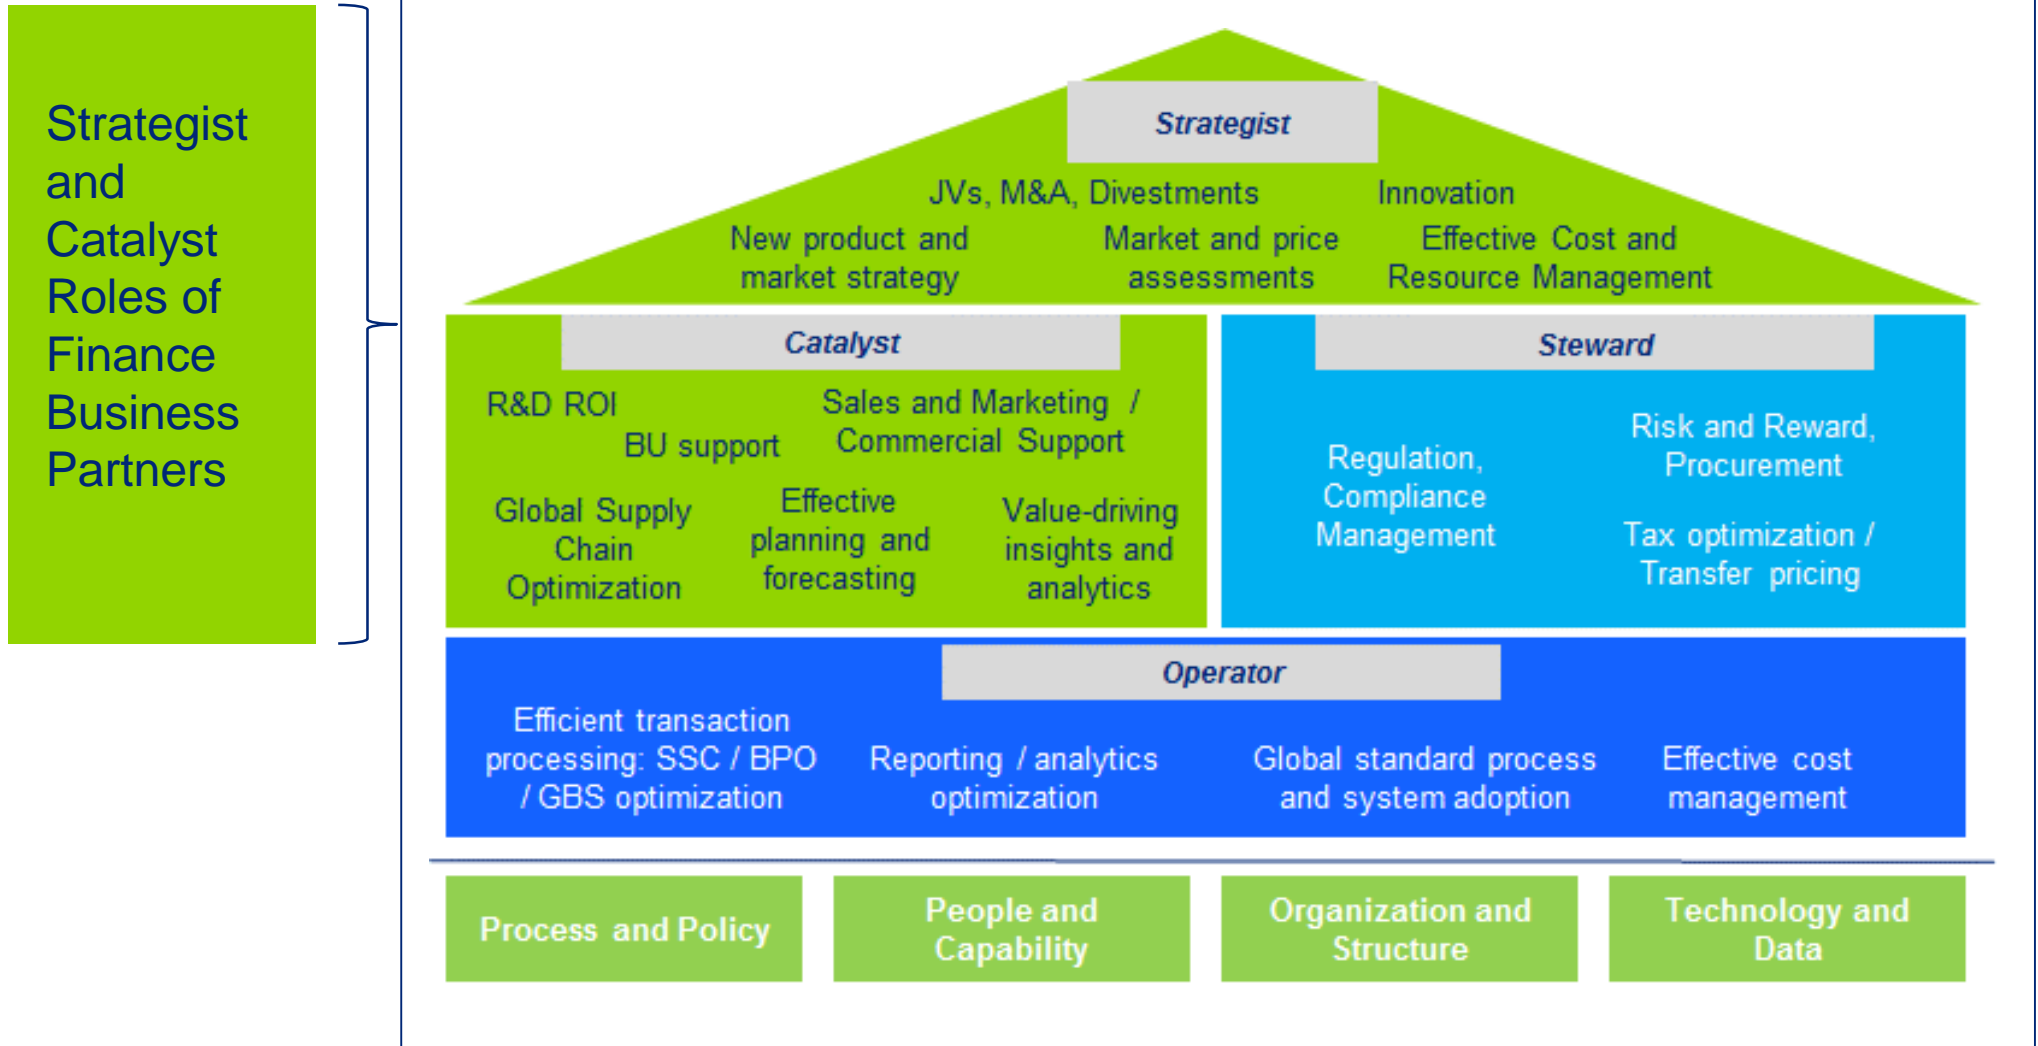 Strategist
and
Catalyst
Roles of
Finance
Business
Partners
Strategist
JVs, M&A, Divestments
Innovation
New product and
market strategy
Market and price
assessments
Effective Cost and
Resource Management
Catalyst
R&D ROI
BU support
Sales and Marketing /
Commercial Support
Global Supply
Chain
Optimization
Effective
planning and
forecasting
Value-driving
insights and
analytics
Steward
Regulation,
Compliance
Management
Risk and Reward,
Procurement
Tax optimization /
Transfer pricing
Operator
Efficient transaction
processing: SSC / BPO
/ GBS optimization
Reporting / analytics
optimization
Global standard process
and system adoption
Effective cost
management
Process and Policy
People and
Capability
Organization and
Structure
Technology and
Data